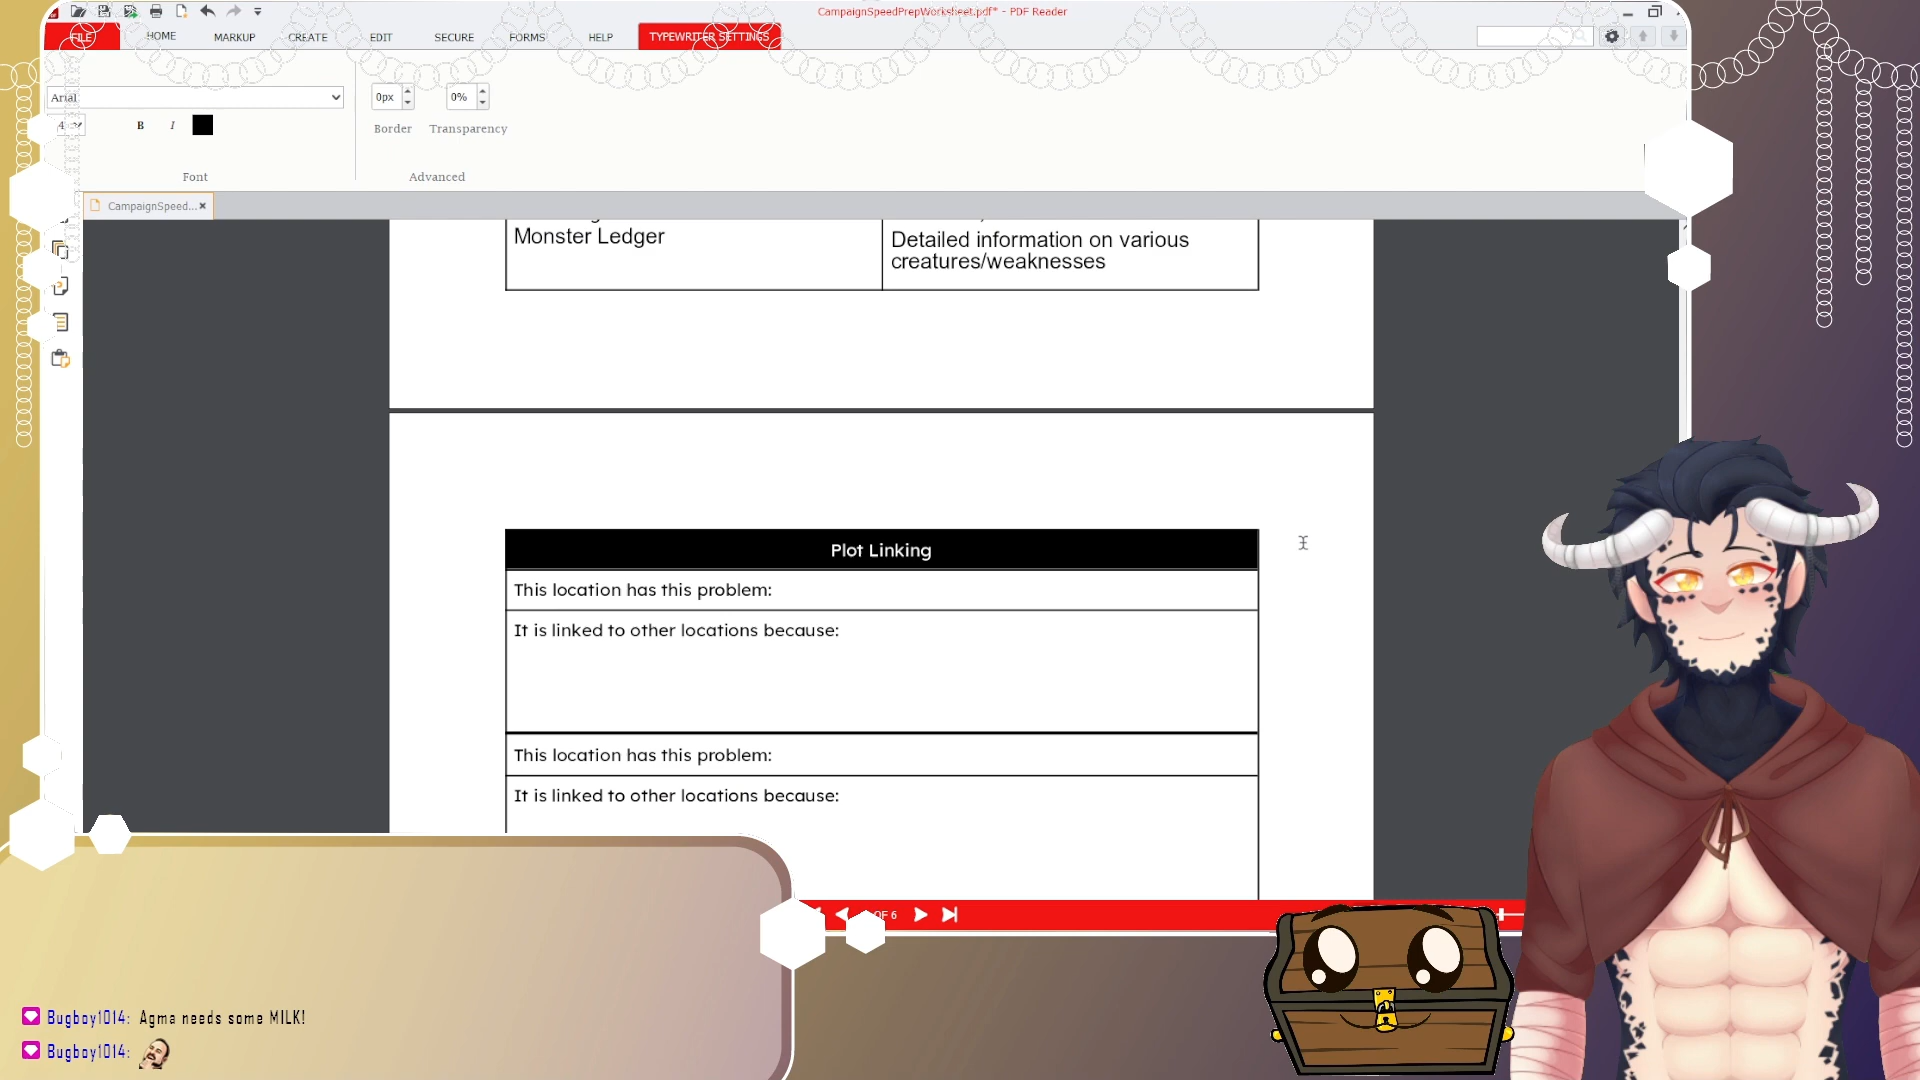 CampaignSpeedPrepWorksheet.pdf* - PDF Reader
FILE HOME MARKUP CREATE EDIT SECURE FORMS HELP TYPEWRITER SETTINGS
Arial
0px 0%
B I
Border Transparency
Font Advanced
CampaignSpeed...
Monster Ledger
Detailed information on various
creatures/weaknesses
Plot Linking
This location has this problem:
It is linked to other locations because:
This location has this problem:
It is linked to other locations because:
OF 6
Bugboy1014: Agma needs some MILK!
Bugboy1014: